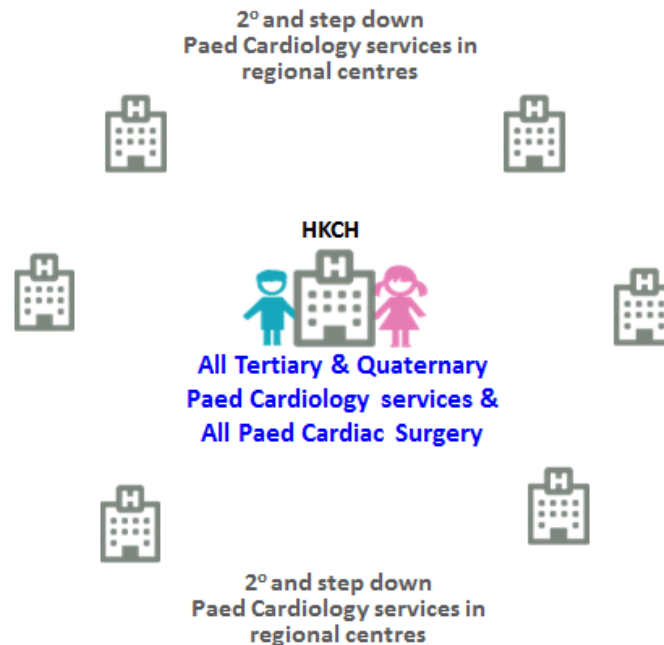 2º and step down
Paed Cardiology services in
regional centres
H
H
HKCH
H
H
H
All Tertiary & Quaternary
Paed Cardiology services &
All Paed Cardiac Surgery
H
H
2º and step down
Paed Cardiology services in
regional centres